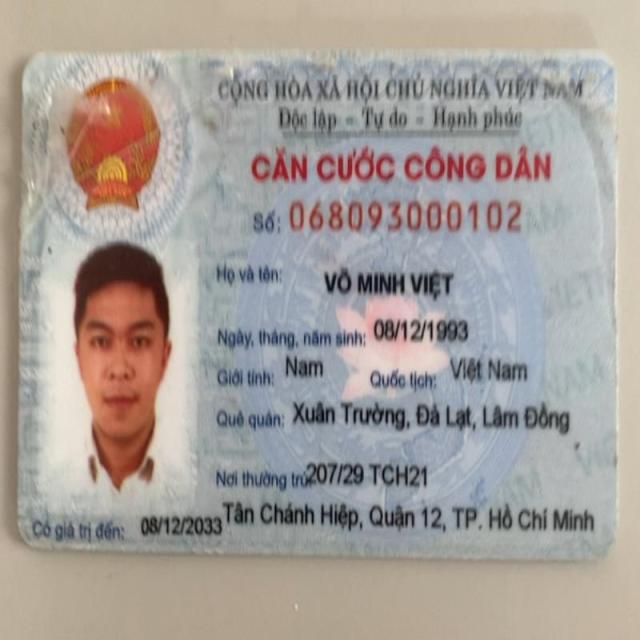 CỘNG HÒA XÃ HỘI CHỦ NGHĨA VIỆT NAM
Độc lập - Tự do - Hạnh phúc
CĂN CƯỚC CÔNG DÂN
Số: 068093000102
Họ và tên: VÕ MINH VIỆT
Ngày, tháng, năm sinh: 08/12/1993
Giới tính: Nam Quốc tịch: Việt Nam
Quê quán: Xuân Trường, Đà Lạt, Lâm Đồng
Nơi thường trú: 207/29 TCH21
Tân Chánh Hiệp, Quận 12, TP. Hồ Chí Minh
Có giá trị đến: 08/12/2033